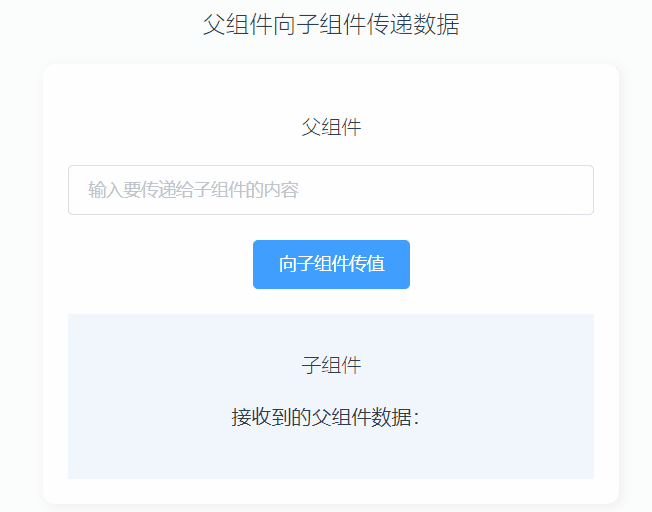 父组件向子组件传递数据
父组件
输入要传递给子组件的内容
向子组件传值
子组件
接收到的父组件数据：